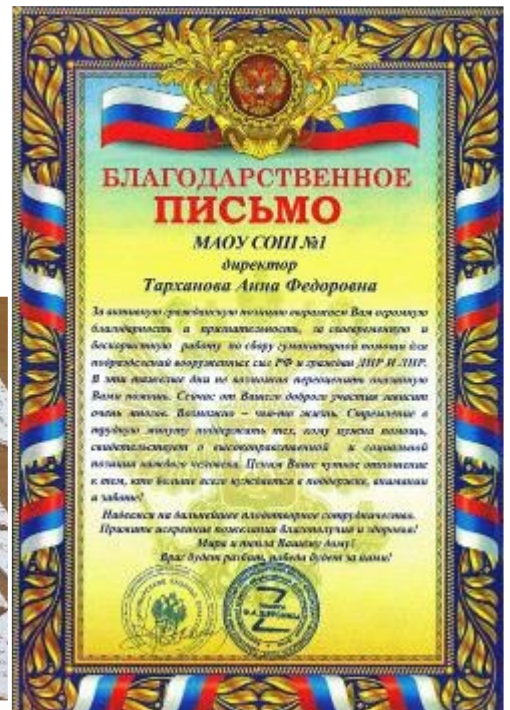 БЛАГОДАРСТВЕННОЕ
ПИСЬМО
МАОУ СОШ №1
директор
Тарханова Анна Федоровна
За активную гражданскую позицию выражаем Вам огромную
благодарность и признательность, за своевременную и
бескорыстную работу по сбору гуманитарной помощи для
подразделений вооруженных сил РФ и граждан ДНР И ЛНР.
В эти тяжелые дни не возможно переоценить оказанную
Вами помощь. Сейчас от Вашего доброго участия зависит
очень многое. Возможно – чья-то жизнь. Стремление в
трудную минуту поддержать тех, кому нужна помощь,
свидетельствует о высоконравственной и социальной
позиции каждого человека. Ценим Ваше чуткое отношение
к тем, кто больше всего нуждается в поддержке, внимании
и заботе!
Надеемся на дальнейшее плодотворное сотрудничество.
Примите искренние пожелания благополучия и здоровья!
Мира и тепла Вашему дому!
Враг будет разбит, победа будет за нами!
Z